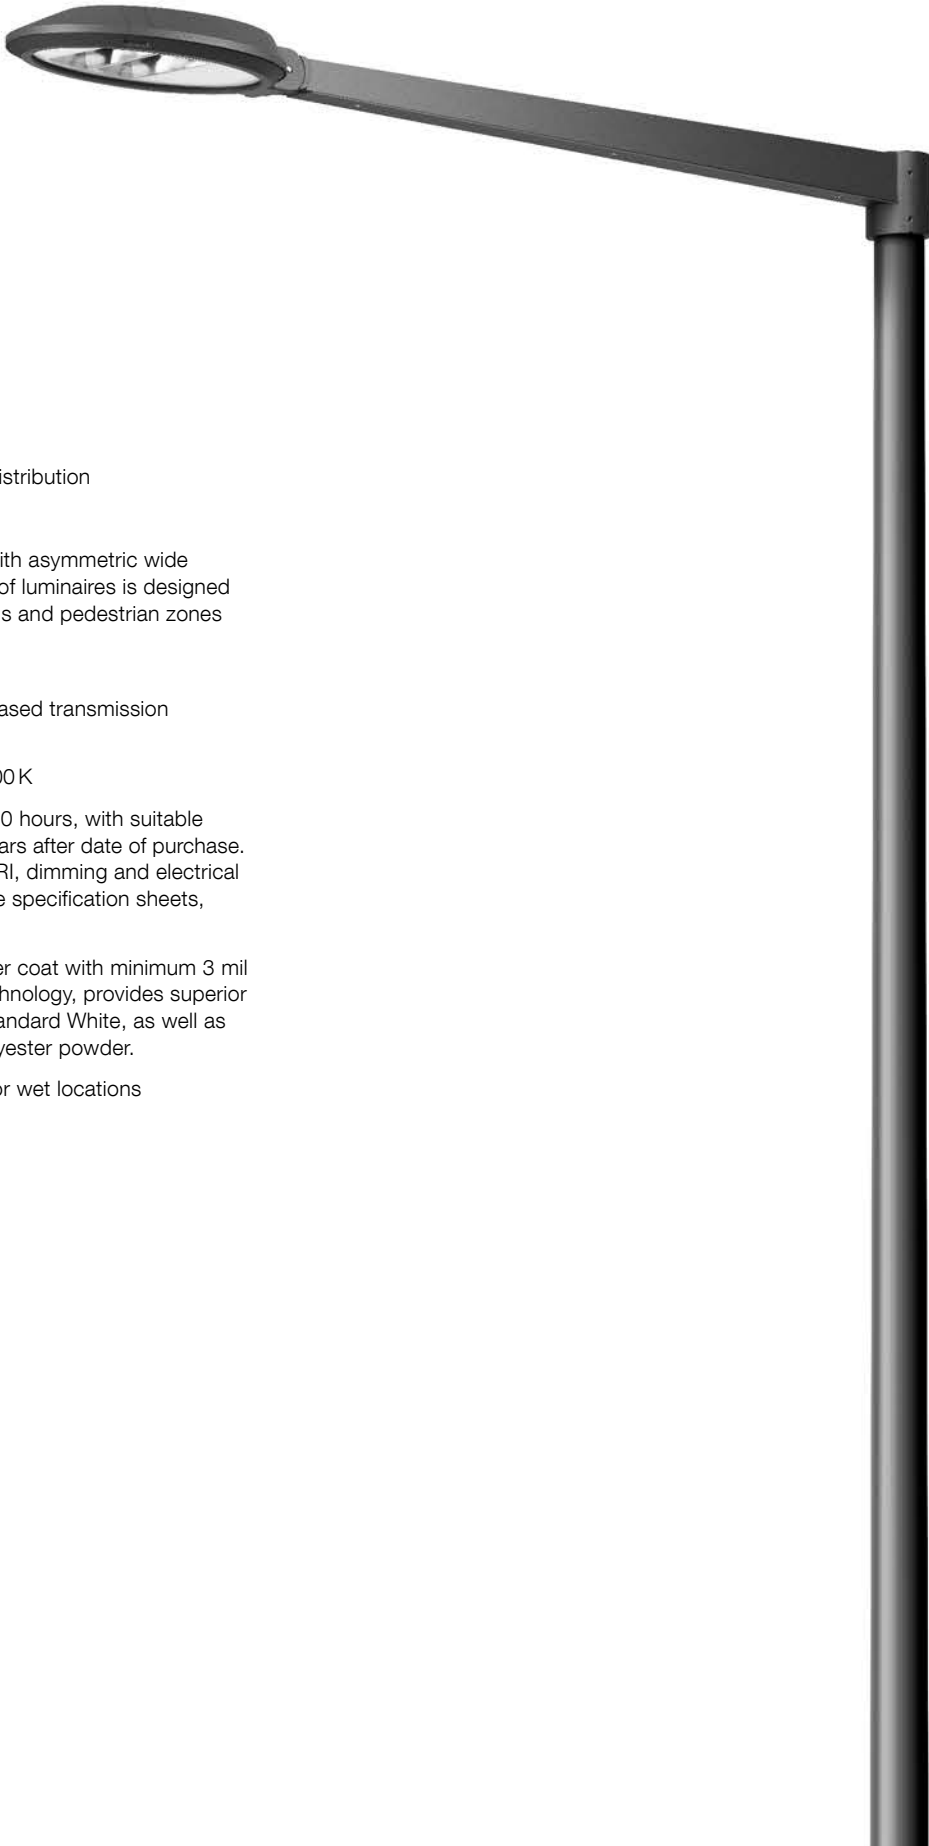 istribution
ith asymmetric wide
of luminaires is designed
s and pedestrian zones
ased transmission
00 K
0 hours, with suitable
ars after date of purchase.
RI, dimming and electrical
e specification sheets,
er coat with minimum 3 mil
hnology, provides superior
andard White, as well as
yester powder.
or wet locations